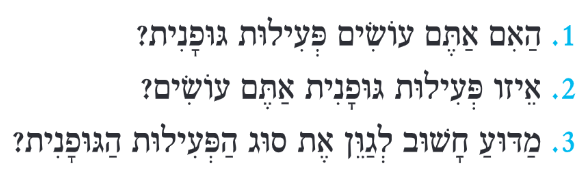 1. הַאִם אַתֶּם עוֹשִׂים פְּעִילוּת גּוּפָנִית?
2. אֵיזוֹ פְּעִילוּת גּוּפָנִית אַתֶּם עוֹשִׂים?
3. מַדּוּעַ חָשׁוּב לְגַוֵּן אֶת סוּג הַפְּעִילוּת הַגּוּפָנִית?